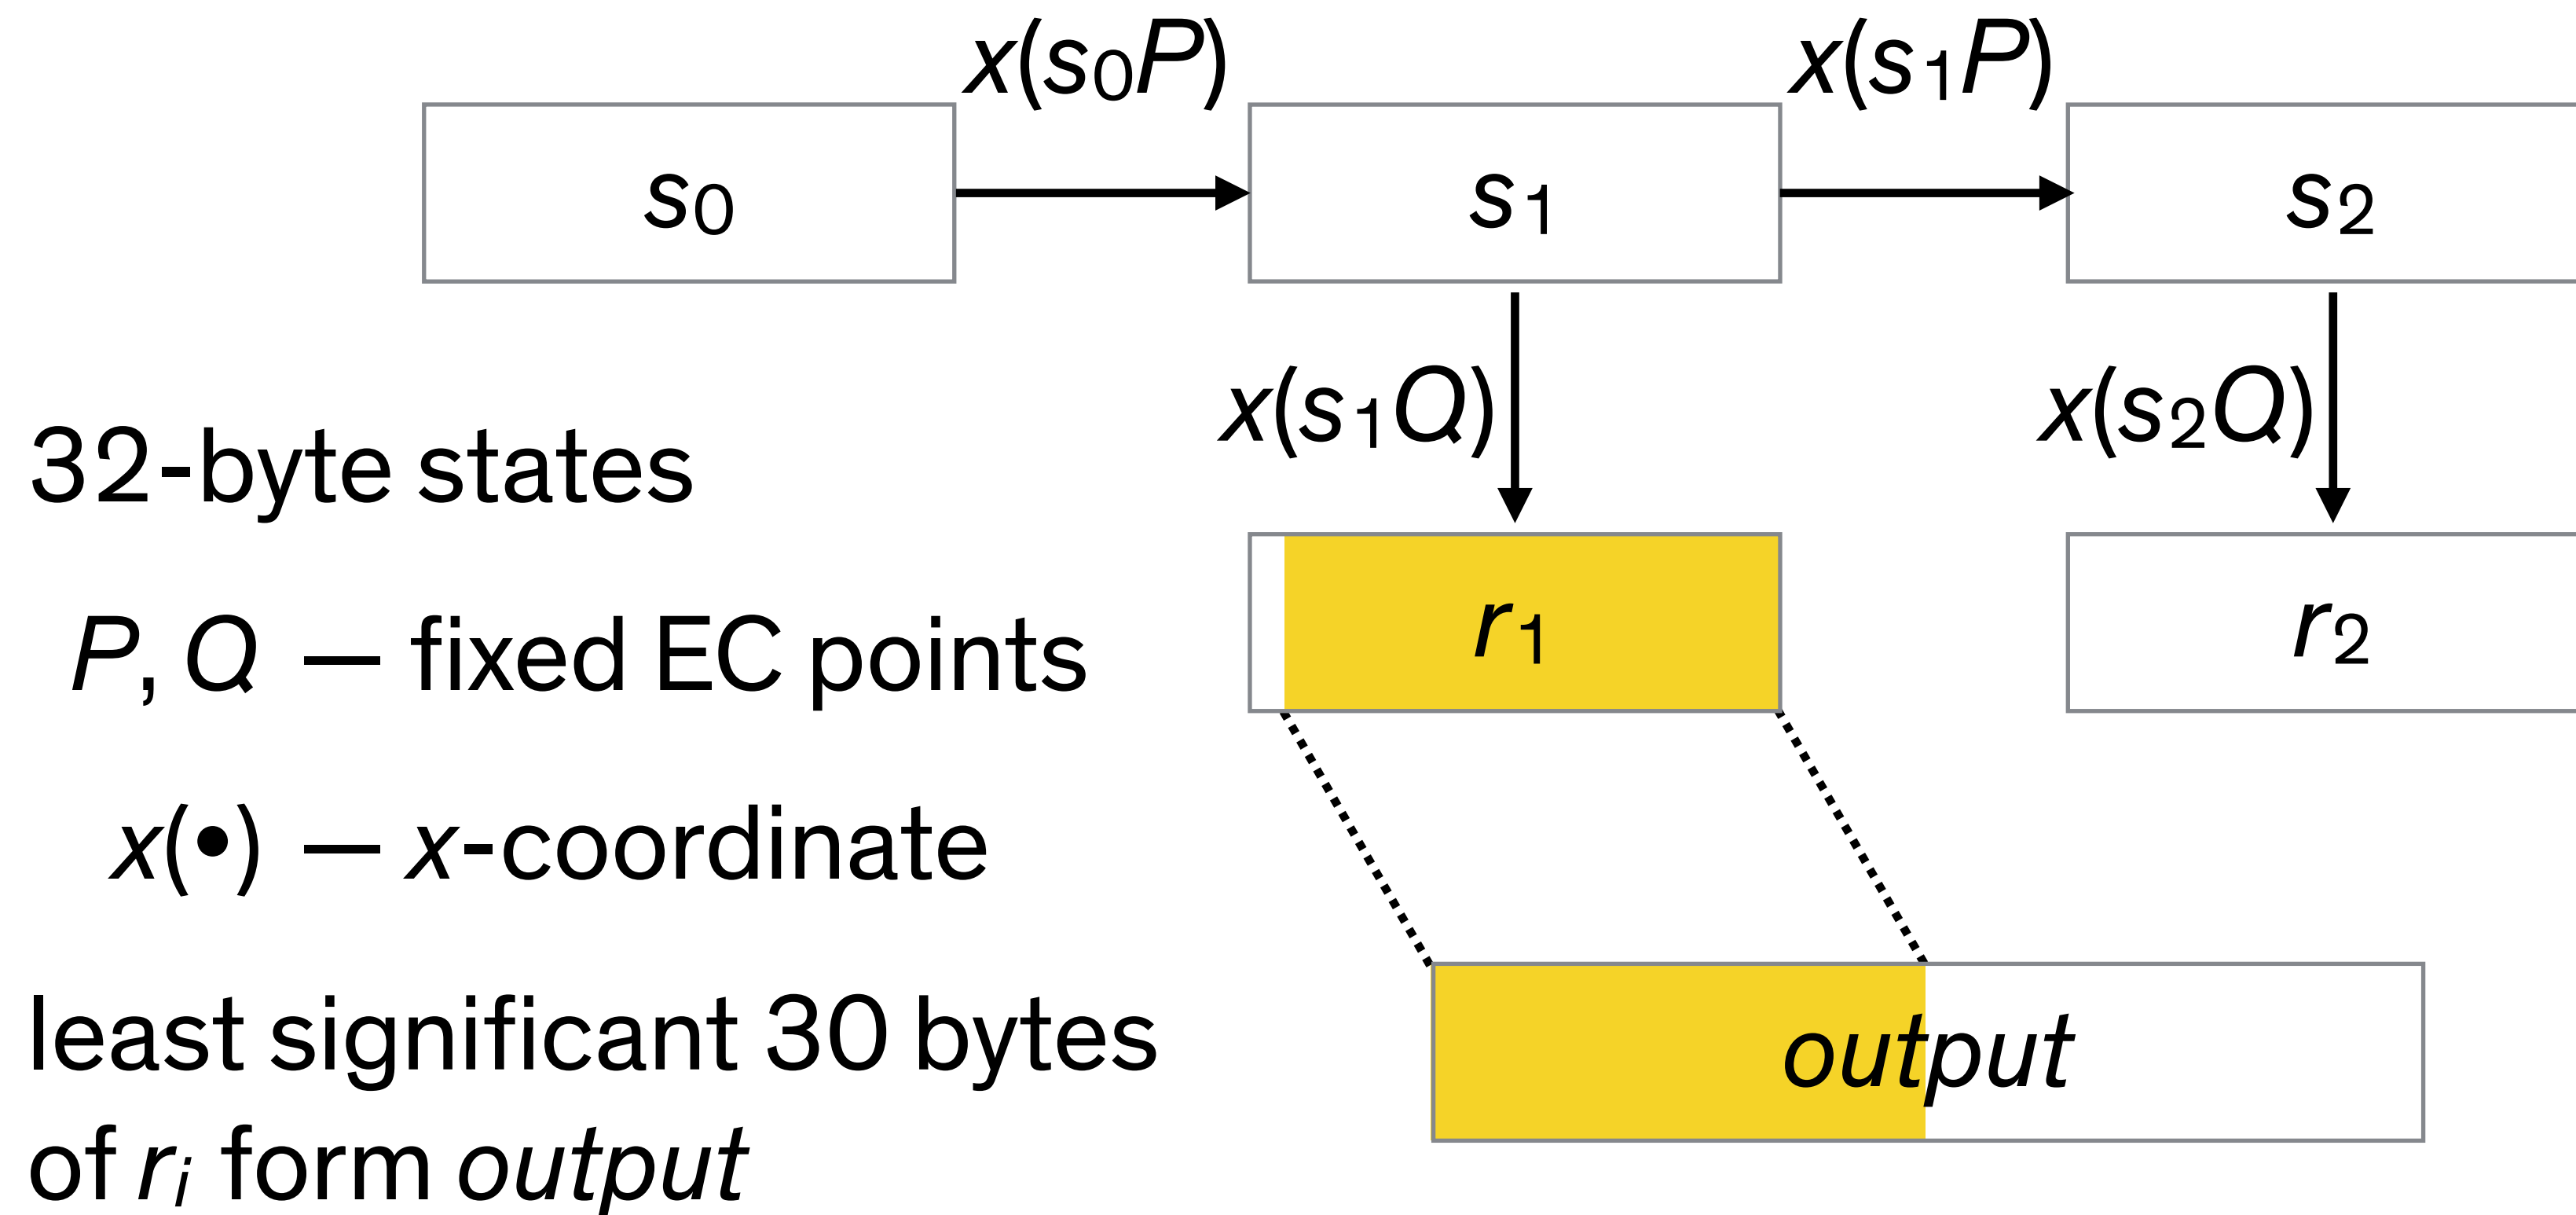 x(s₀P) x(s₁P)
s₀ s₁ s₂
x(s₁Q) x(s₂Q)
32-byte states
P, Q — fixed EC points
r₁ r₂
x(•) — x-coordinate
least significant 30 bytes
of rᵢ form output
output